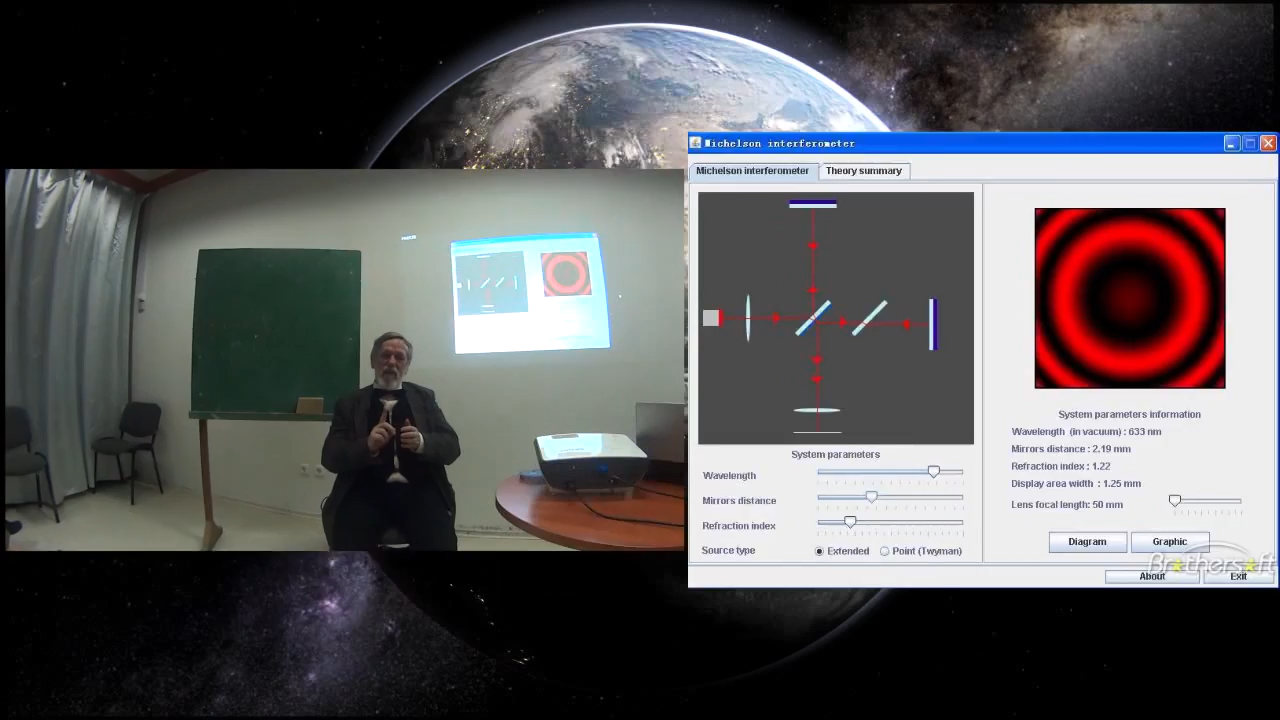 Michelson interferometer
Michelson interferometer
Theory summary
System parameters
Wavelength
Mirrors distance
Refraction index
Source type
Extended
Point (Twyman)
System parameters information
Wavelength (in vacuum) : 633 nm
Mirrors distance : 2.19 mm
Refraction index : 1.22
Display area width : 1.25 mm
Lens focal length: 50 mm
Diagram
Graphic
Brothersoft
About
Exit